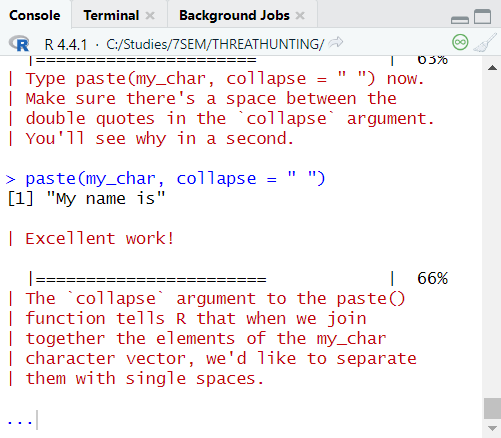 Console Terminal Background Jobs
R 4.4.1 · C:/Studies/7SEM/THREATHUNTING/
|====================== | 63%
| Type paste(my_char, collapse = " ") now.
| Make sure there's a space between the
| double quotes in the `collapse` argument.
| You'll see why in a second.
> paste(my_char, collapse = " ")
[1] "My name is"
| Excellent work!
|======================= | 66%
| The `collapse` argument to the paste()
| function tells R that when we join
| together the elements of the my_char
| character vector, we'd like to separate
| them with single spaces.
...